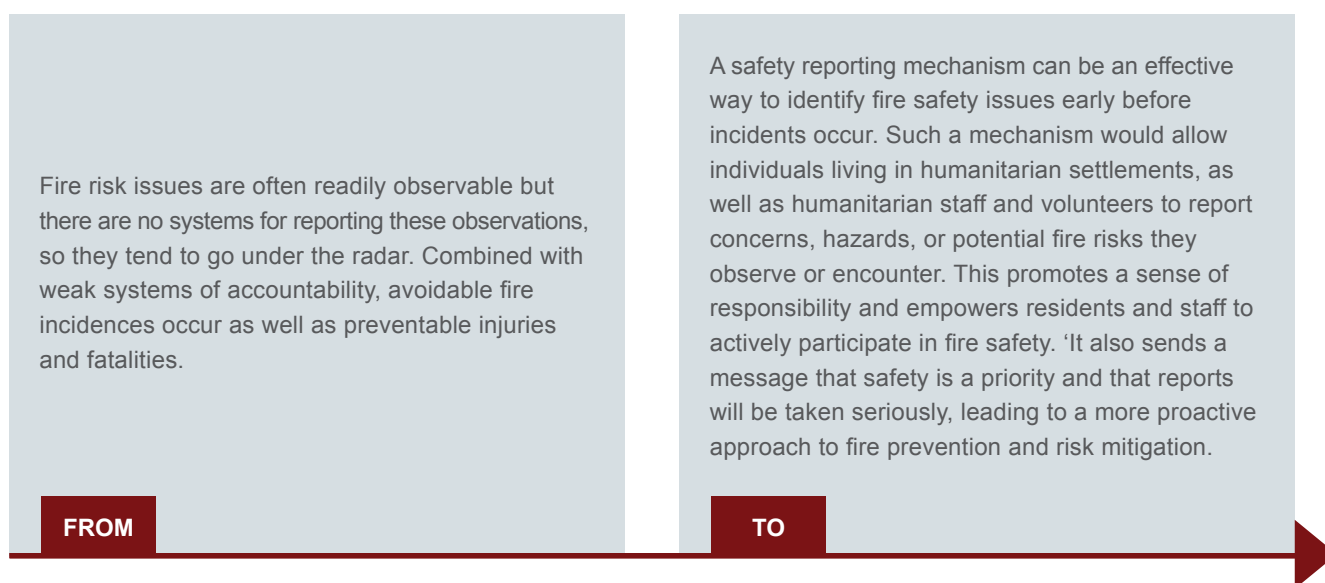 Fire risk issues are often readily observable but
there are no systems for reporting these observations,
so they tend to go under the radar. Combined with
weak systems of accountability, avoidable fire
incidences occur as well as preventable injuries
and fatalities.
FROM
A safety reporting mechanism can be an effective
way to identify fire safety issues early before
incidents occur. Such a mechanism would allow
individuals living in humanitarian settlements, as
well as humanitarian staff and volunteers to report
concerns, hazards, or potential fire risks they
observe or encounter. This promotes a sense of
responsibility and empowers residents and staff to
actively participate in fire safety. ‘It also sends a
message that safety is a priority and that reports
will be taken seriously, leading to a more proactive
approach to fire prevention and risk mitigation.
TO